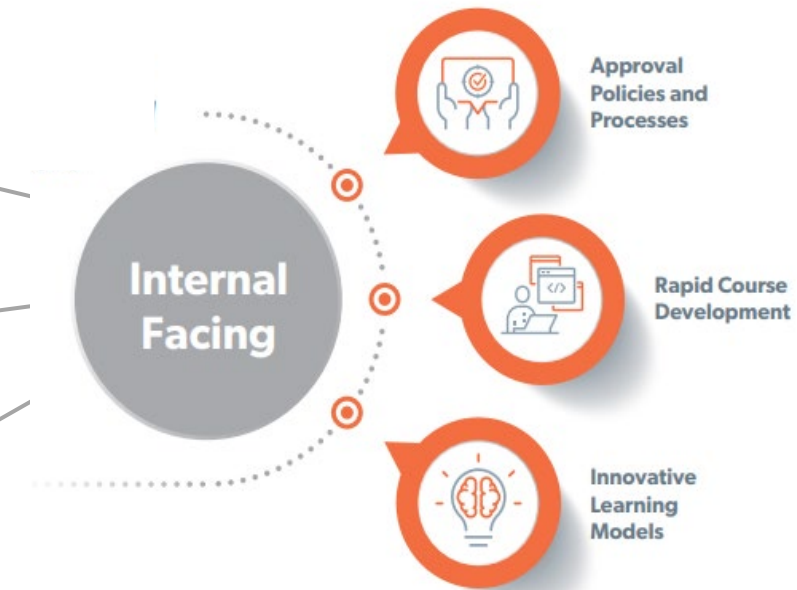 Approval
Policies and
Processes
Internal
Facing
Rapid Course
Development
</>
Innovative
Learning
Models